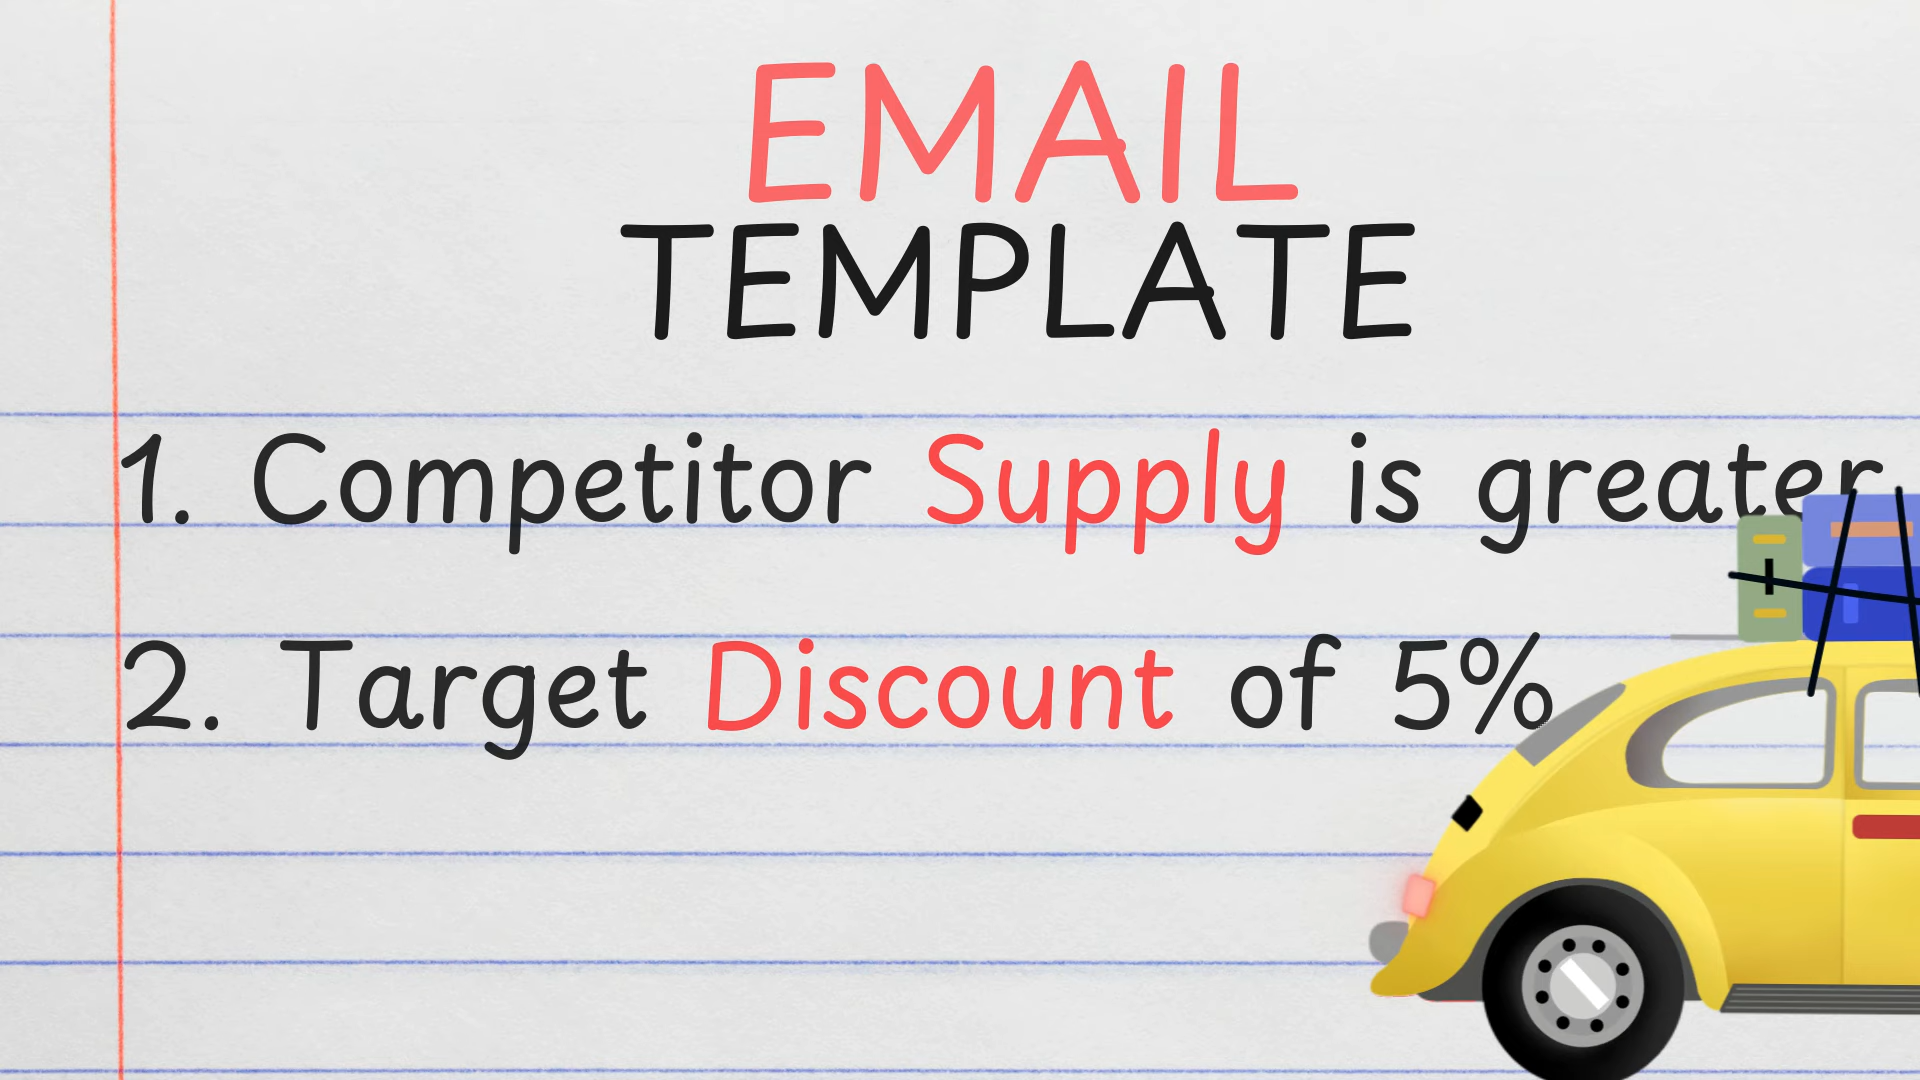 EMAIL
TEMPLATE
1. Competitor Supply is greater
2. Target Discount of 5%